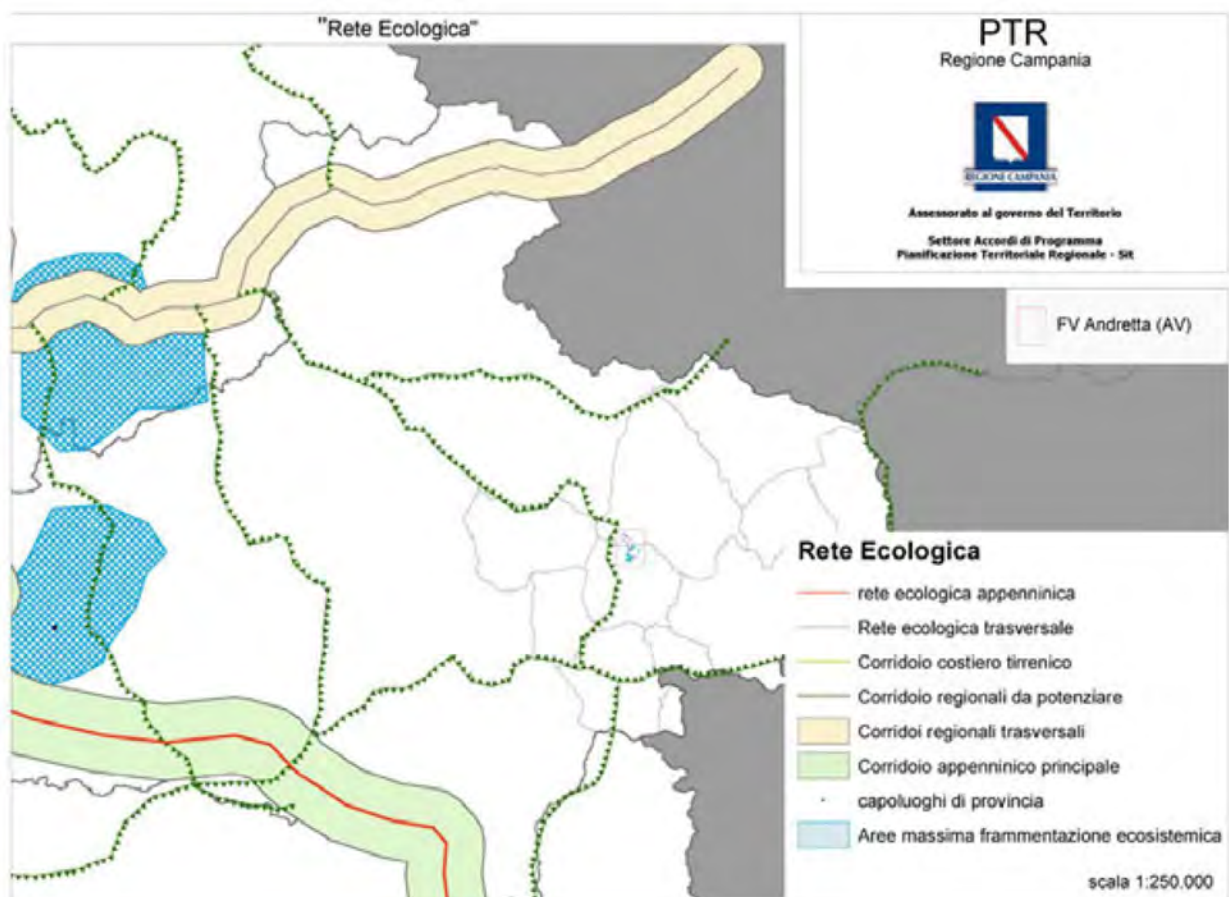 "Rete Ecologica"
PTR
Regione Campania
REGIONE CAMPANIA
Assessorato al governo del Territorio
Settore Accordi di Programma
Pianificazione Territoriale Regionale - Sit
FV Andretta (AV)
Rete Ecologica
rete ecologica appenninica
Rete ecologica trasversale
Corridoio costiero tirrenico
Corridoio regionali da potenziare
Corridoi regionali trasversali
Corridoio appenninico principale
capoluoghi di provincia
Aree massima frammentazione ecosistemica
scala 1:250.000